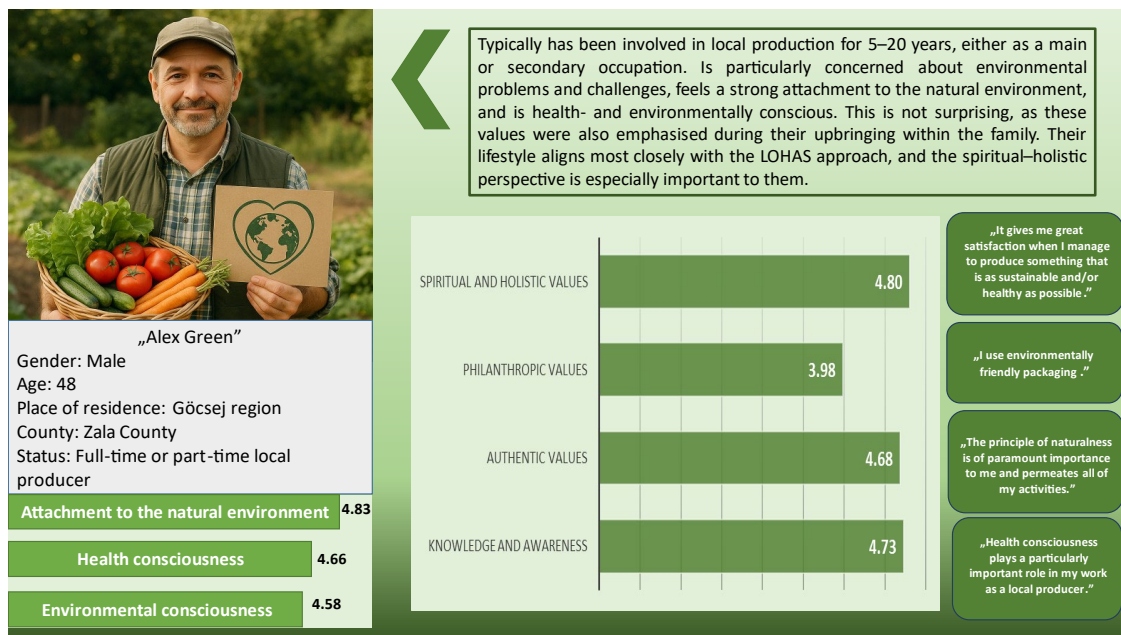 Typically has been involved in local production for 5–20 years, either as a main
or secondary occupation. Is particularly concerned about environmental
problems and challenges, feels a strong attachment to the natural environment,
and is health- and environmentally conscious. This is not surprising, as these
values were also emphasised during their upbringing within the family. Their
lifestyle aligns most closely with the LOHAS approach, and the spiritual–holistic
perspective is especially important to them.
„Alex Green”
Gender: Male
Age: 48
Place of residence: Göcsej region
County: Zala County
Status: Full-time or part-time local
producer
Attachment to the natural environment 4.83
Health consciousness 4.66
Environmental consciousness 4.58
SPIRITUAL AND HOLISTIC VALUES 4.80
PHILANTHROPIC VALUES 3.98
AUTHENTIC VALUES 4.68
KNOWLEDGE AND AWARENESS 4.73
„It gives me great
satisfaction when I manage
to produce something that
is as sustainable and/or
healthy as possible.”
„I use environmentally
friendly packaging .”
„The principle of naturalness
is of paramount importance
to me and permeates all of
my activities.”
„Health consciousness
plays a particularly
important role in my work
as a local producer.”